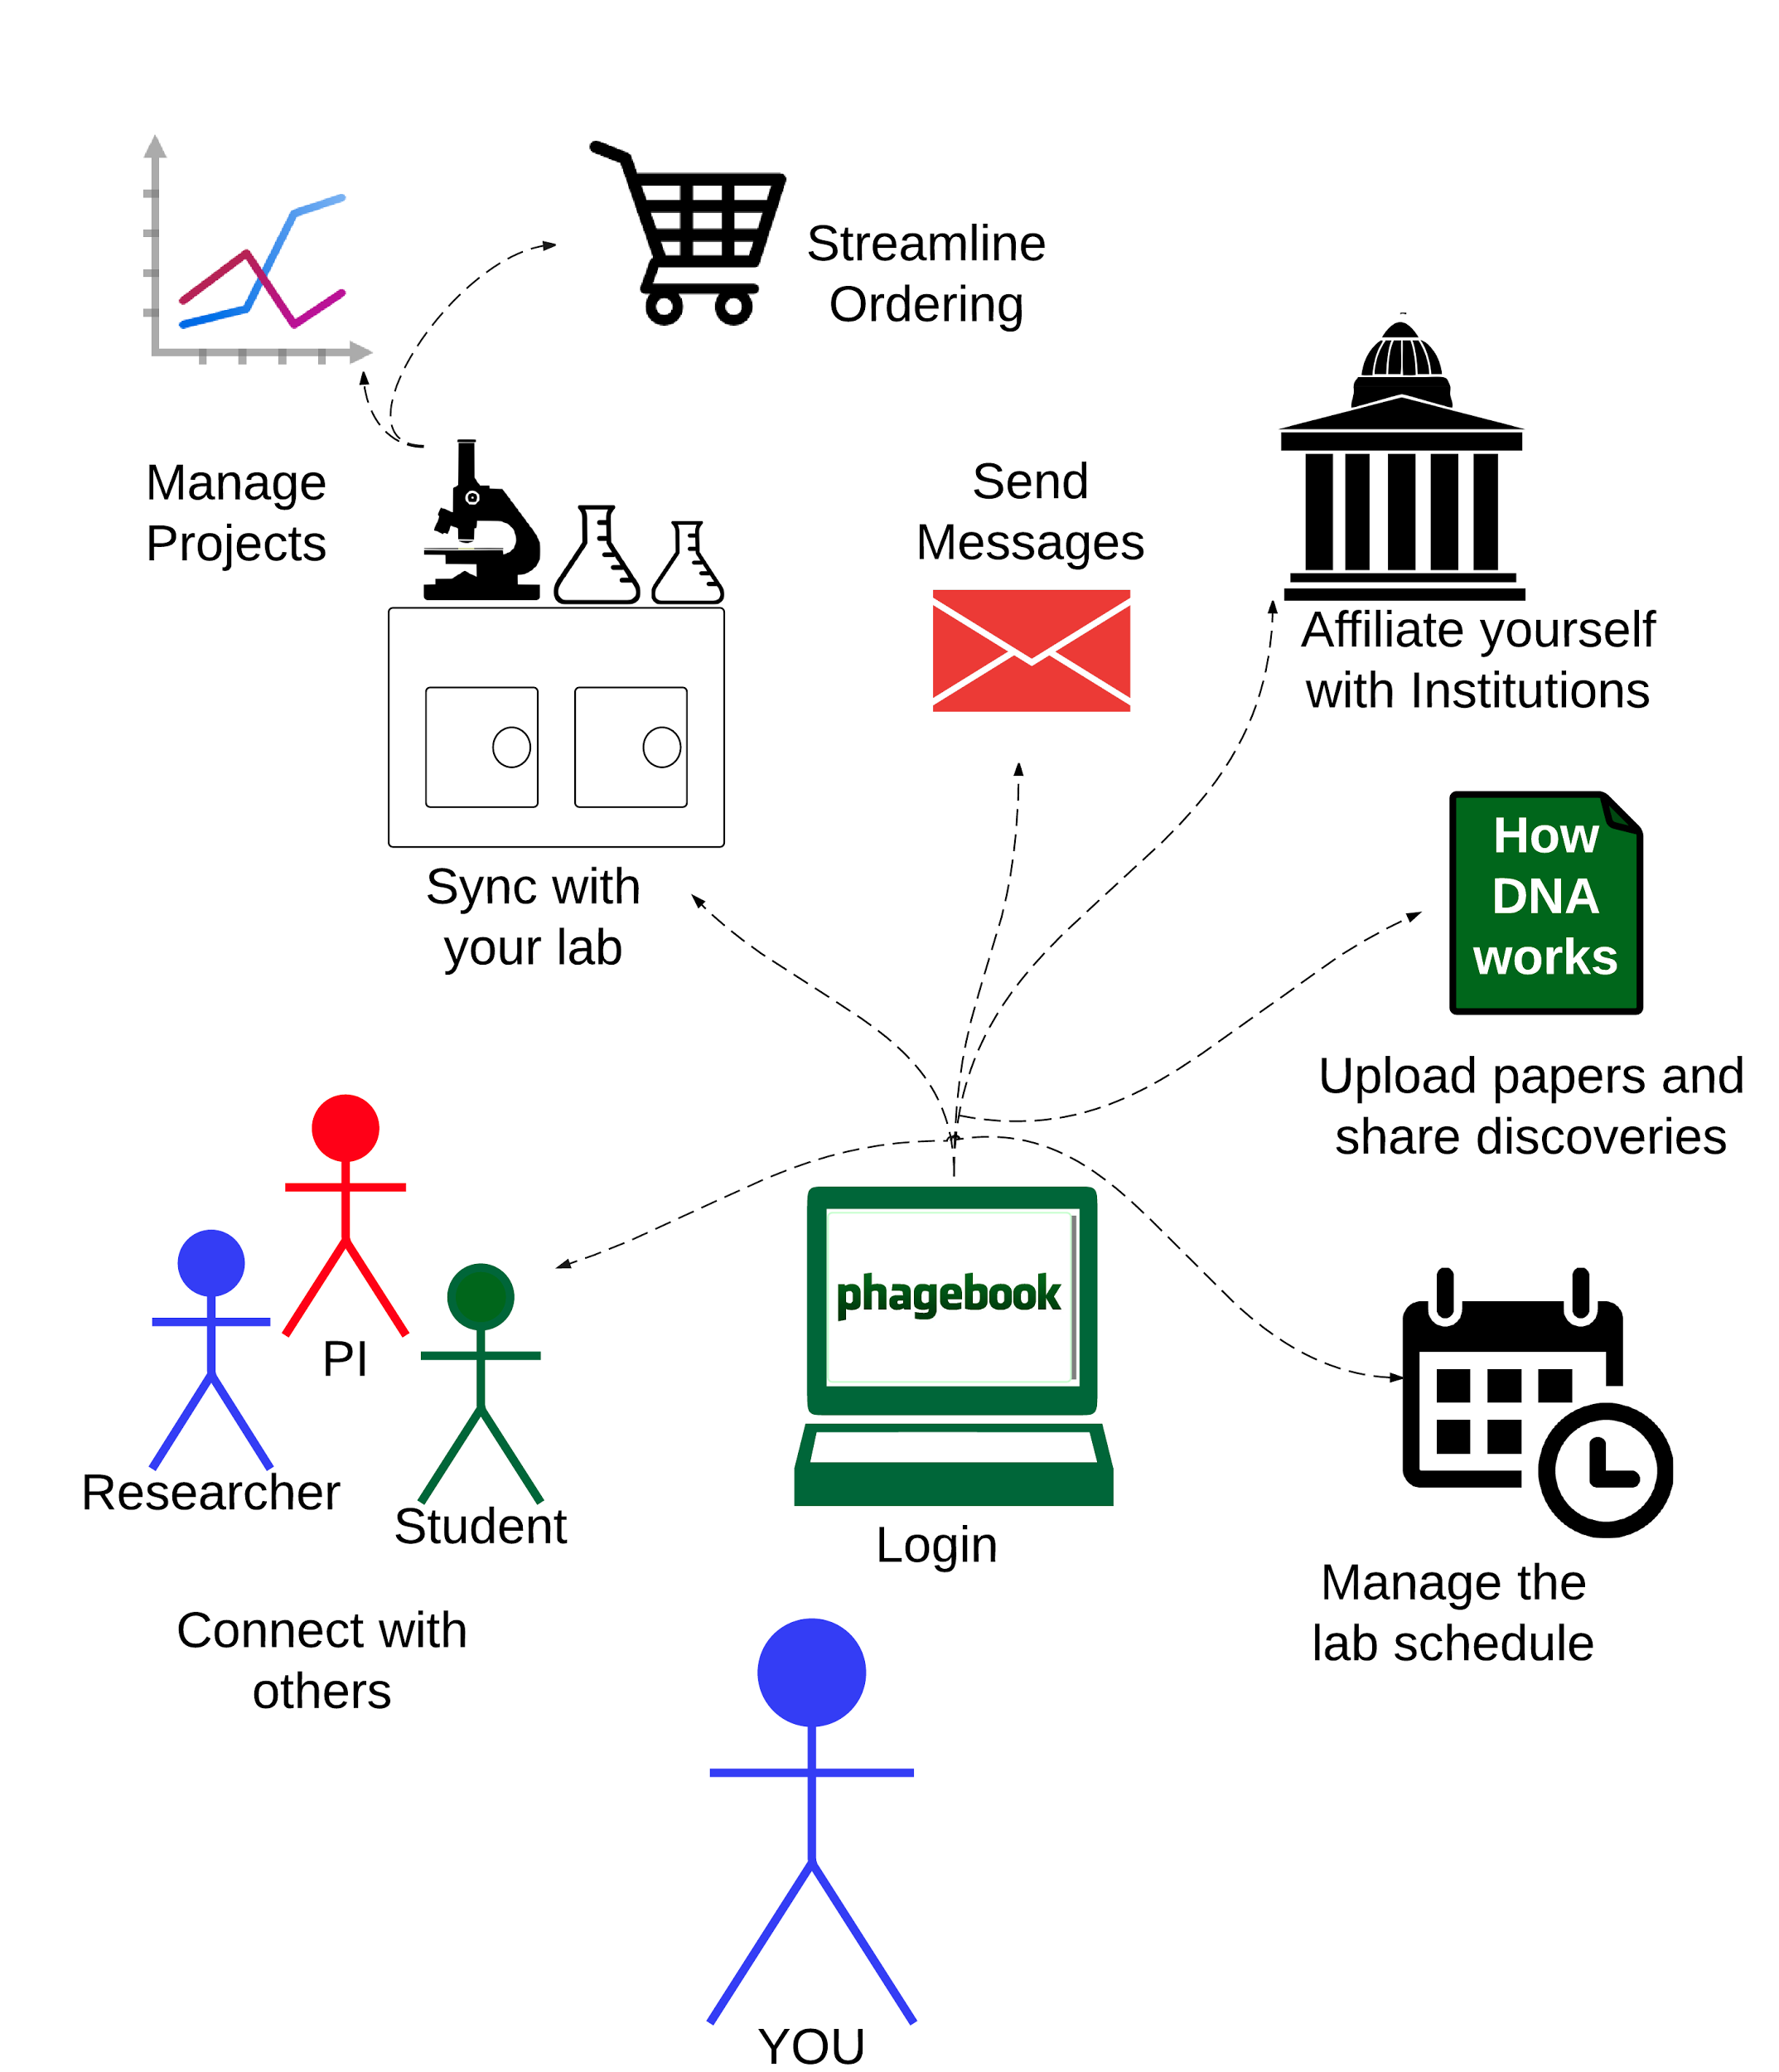 Streamline
Ordering
Manage
Projects
Send
Messages
Affiliate yourself
with Institutions
Sync with
your lab
How
DNA
works
Upload papers and
share discoveries
PI
Researcher
Student
Connect with
others
phagebook
Login
Manage the
lab schedule
YOU